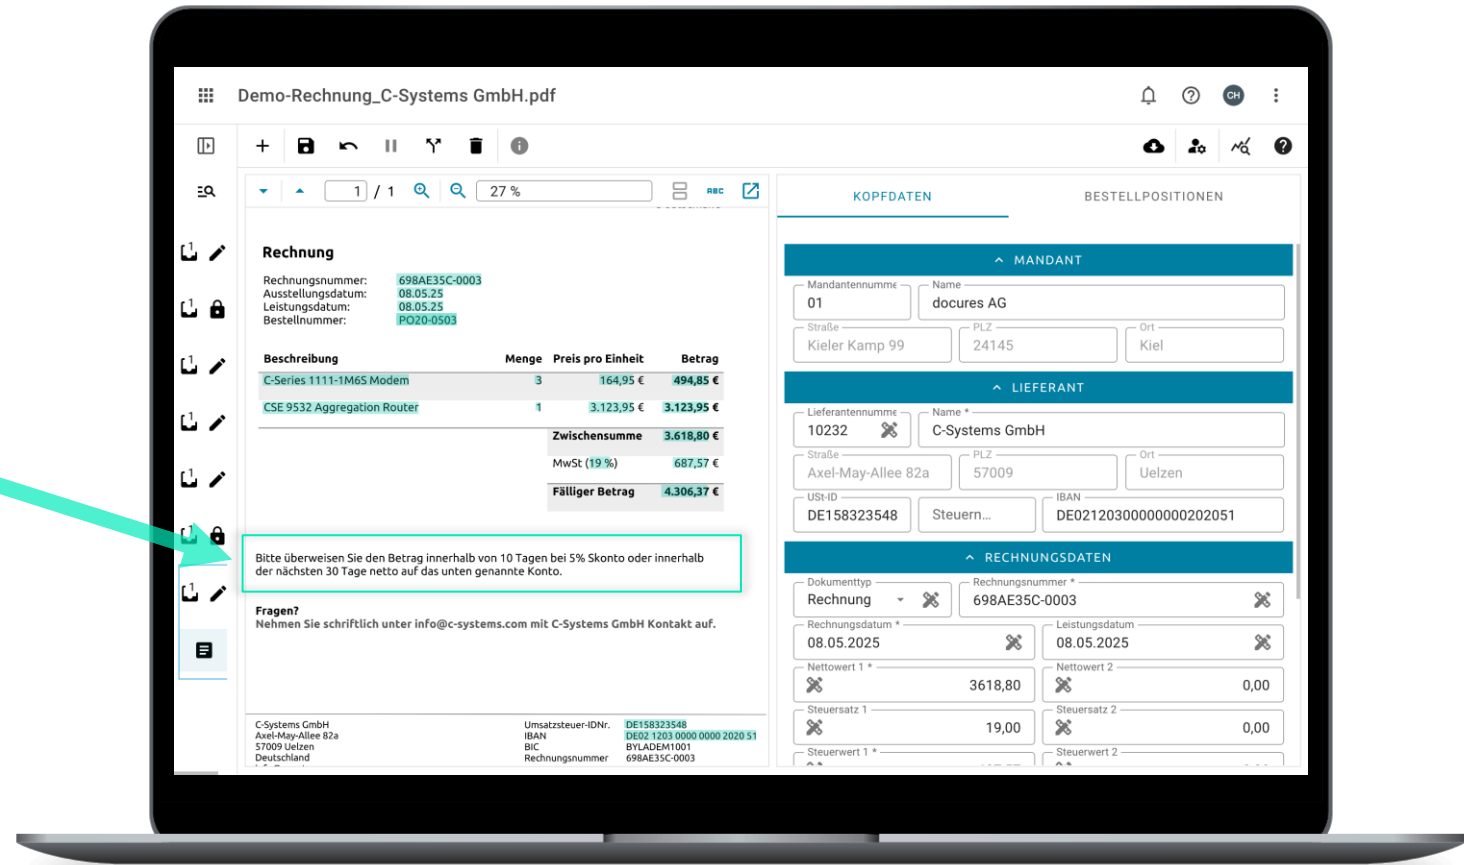 Demo-Rechnung_C-Systems GmbH.pdf
CH
1 / 1
27 %
ABC
KOPFDATEN
BESTELLPOSITIONEN
1
1
1
1
1
1
1
Rechnung
Rechnungsnummer: 698AE35C-0003
Ausstellungsdatum: 08.05.25
Leistungsdatum: 08.05.25
Bestellnummer: PO20-0503
Beschreibung Menge Preis pro Einheit Betrag
C-Series 1111-1M65 Modem 3 164,95 € 494,85 €
CSE 9532 Aggregation Router 1 3.123,95 € 3.123,95 €
Zwischensumme 3.618,80 €
MwSt (19 %) 687,57 €
Fälliger Betrag 4.306,37 €
Bitte überweisen Sie den Betrag innerhalb von 10 Tagen bei 5% Skonto oder innerhalb
der nächsten 30 Tage netto auf das unten genannte Konto.
Fragen?
Nehmen Sie schriftlich unter info@c-systems.com mit C-Systems GmbH Kontakt auf.
C-Systems GmbH
Axel-May-Allee 82a
57009 Uelzen
Deutschland
Umsatzsteuer-IDNr. DE158323548
IBAN DE02 1203 0000 0000 2020 51
BIC BYLADEM1001
Rechnungsnummer 698AE35C-0003
MANDANT
Mandantennumme Name
01 docures AG
Straße PLZ Ort
Kieler Kamp 99 24145 Kiel
LIEFERANT
Lieferantennumme Name *
10232 C-Systems GmbH
Straße PLZ Ort
Axel-May-Allee 82a 57009 Uelzen
USt-ID IBAN
DE158323548 Steuern... DE02120300000000202051
RECHNUNGSDATEN
Dokumenttyp Rechnungsnummer *
Rechnung 698AE35C-0003
Rechnungsdatum * Leistungsdatum
08.05.2025 08.05.2025
Nettowert 1 * Nettowert 2
3618,80 0,00
Steuersatz 1 Steuersatz 2
19,00 0,00
Steuerwert 1 * Steuerwert 2